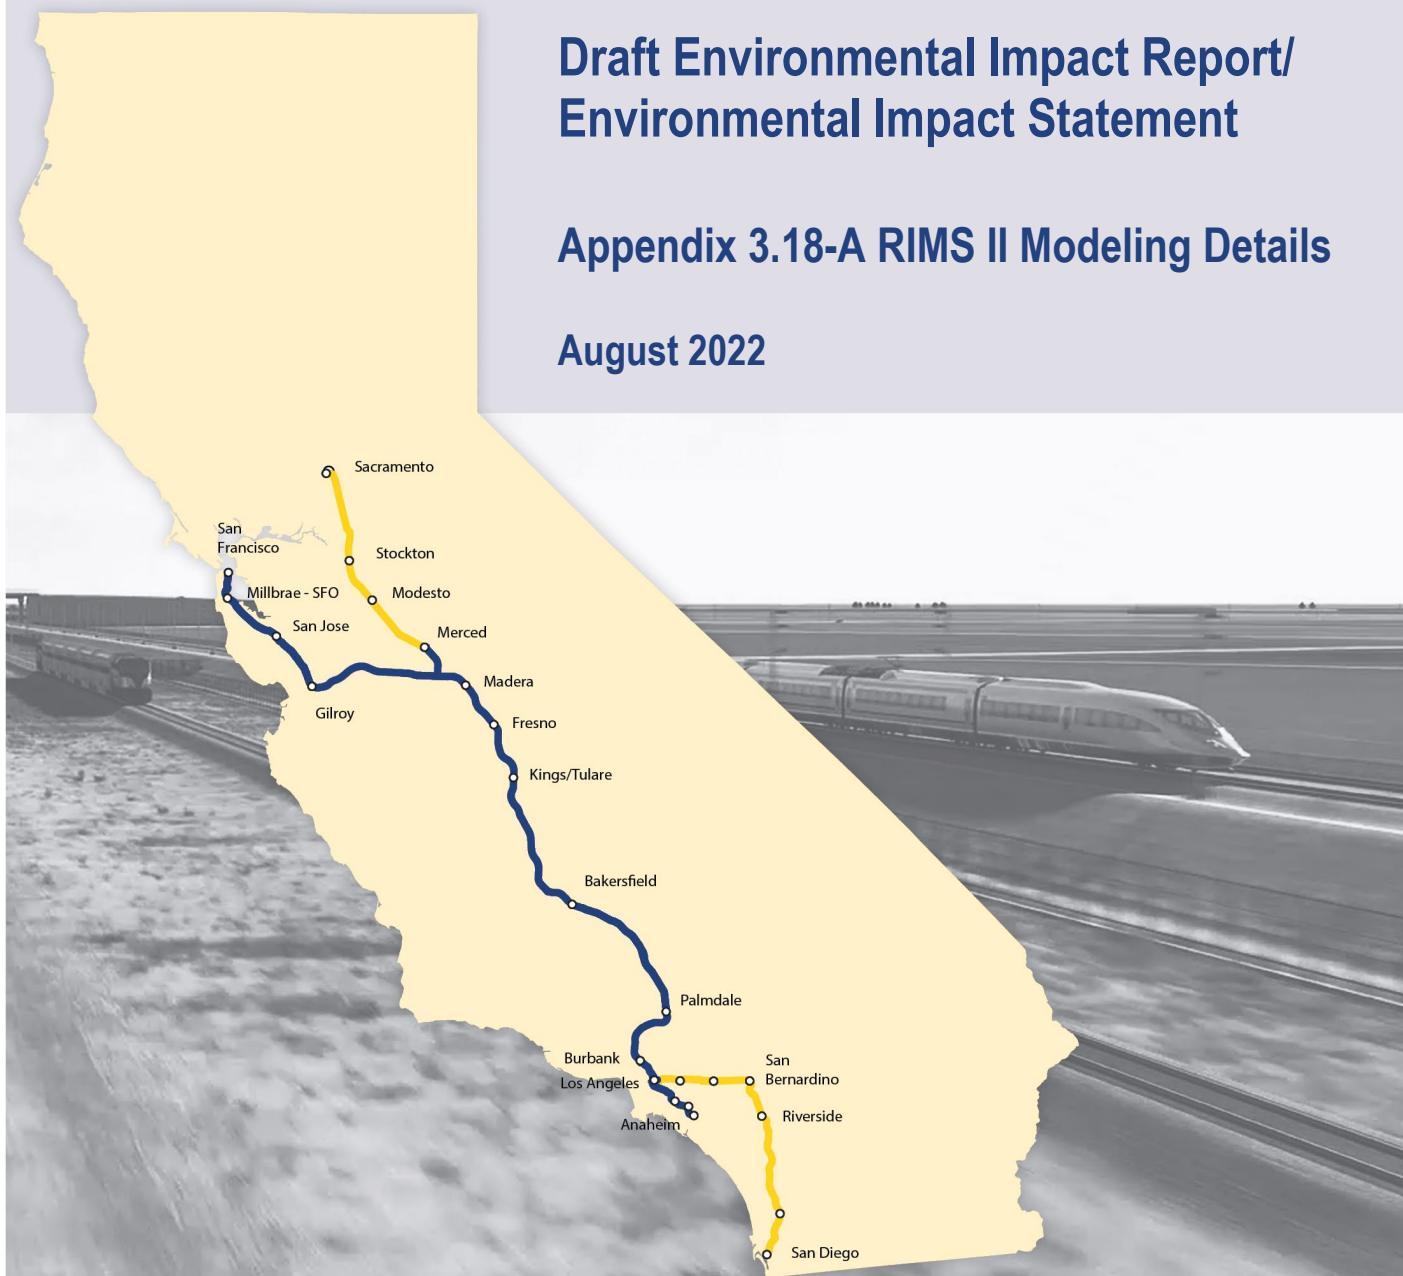 Draft Environmental Impact Report/
Environmental Impact Statement
Appendix 3.18-A RIMS II Modeling Details
August 2022
Sacramento
San
Francisco
Stockton
Millbrae - SFO
Modesto
San Jose
Merced
Madera
Gilroy
Fresno
Kings/Tulare
Bakersfield
Palmdale
Burbank
San
Bernardino
Los Angeles
Riverside
Anaheim
San Diego